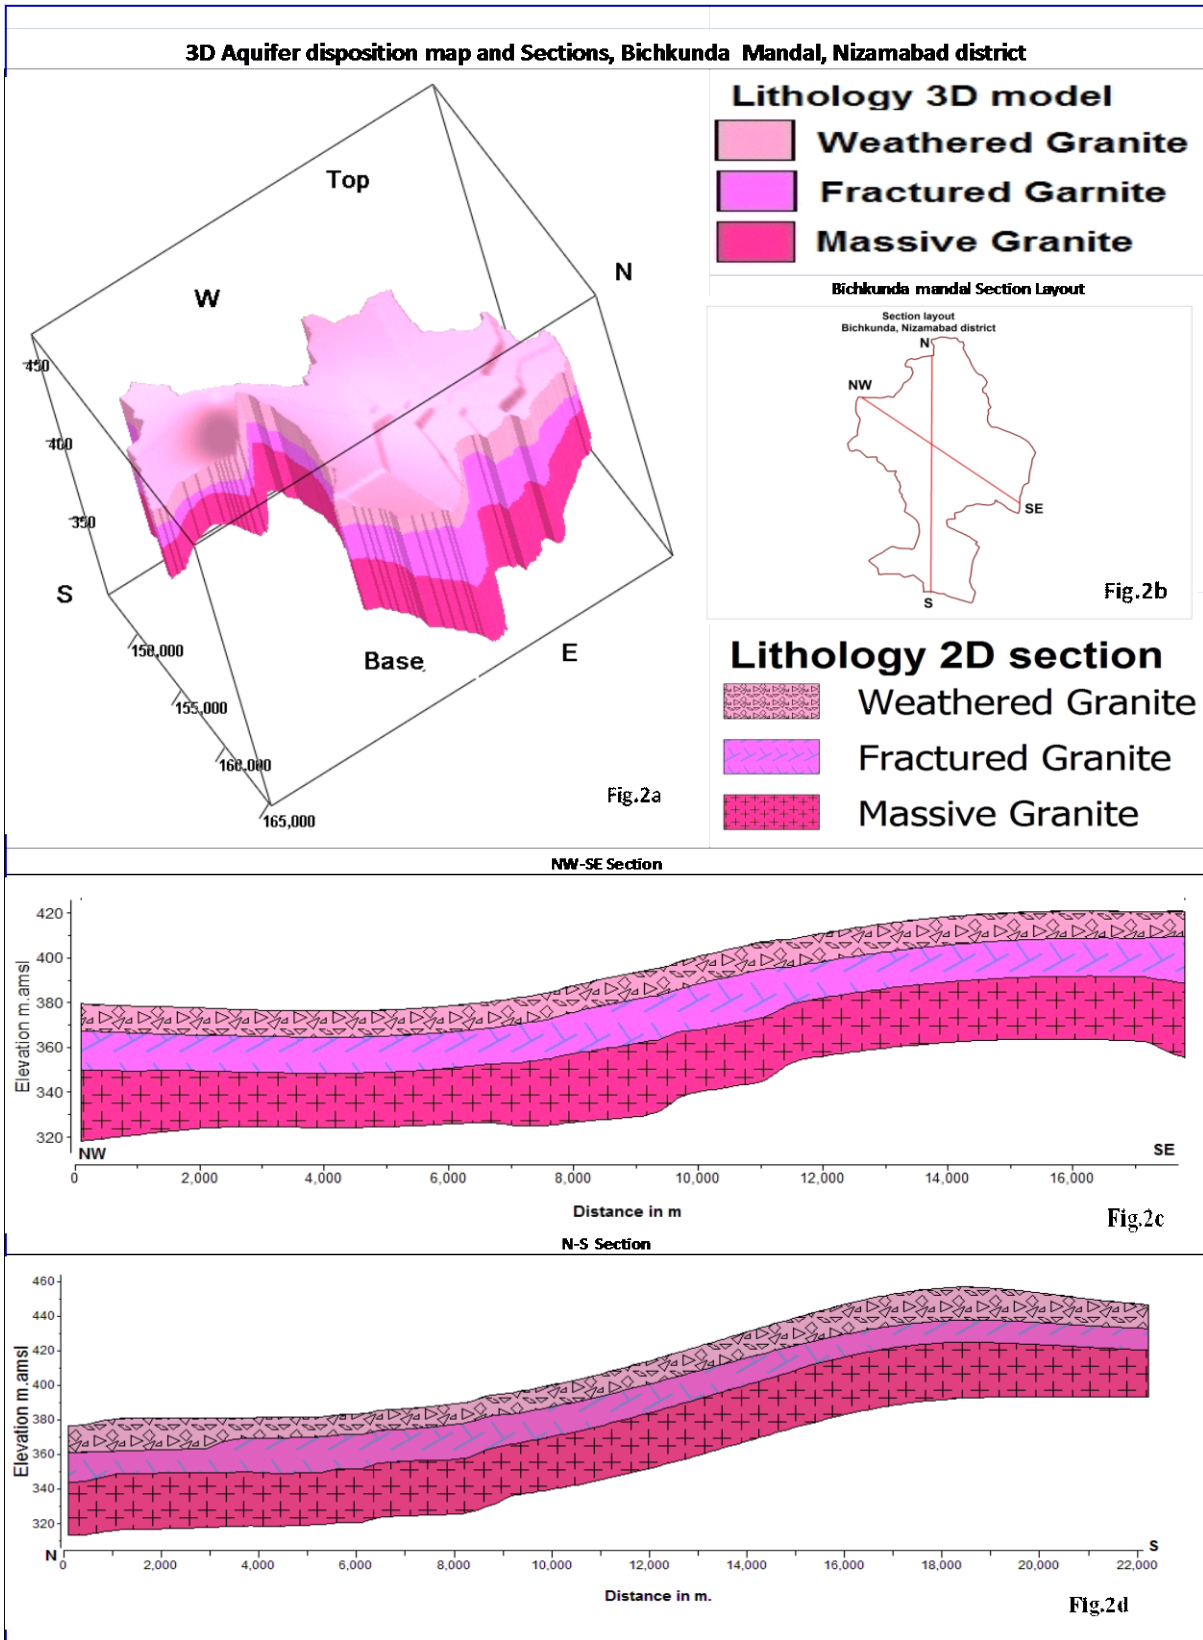 3D Aquifer disposition map and Sections, Bichkunda Mandal, Nizamabad district
Top
N
W
450
400
350
S
Base
E
150,000
155,000
160,000
165,000
Fig.2a
Lithology 3D model
Weathered Granite
Fractured Garnite
Massive Granite
Bichkunda mandal Section Layout
Section layout
Bichkunda, Nizamabad district
N
NW
SE
S
Fig.2b
Lithology 2D section
Weathered Granite
Fractured Granite
Massive Granite
NW-SE Section
Elevation m.amsl
420
400
380
360
340
320
NW
SE
0 2,000 4,000 6,000 8,000 10,000 12,000 14,000 16,000
Distance in m
Fig.2c
N-S Section
Elevation m.amsl
460
440
420
400
380
360
340
320
N
S
0 2,000 4,000 6,000 8,000 10,000 12,000 14,000 16,000 18,000 20,000 22,000
Distance in m.
Fig.2d